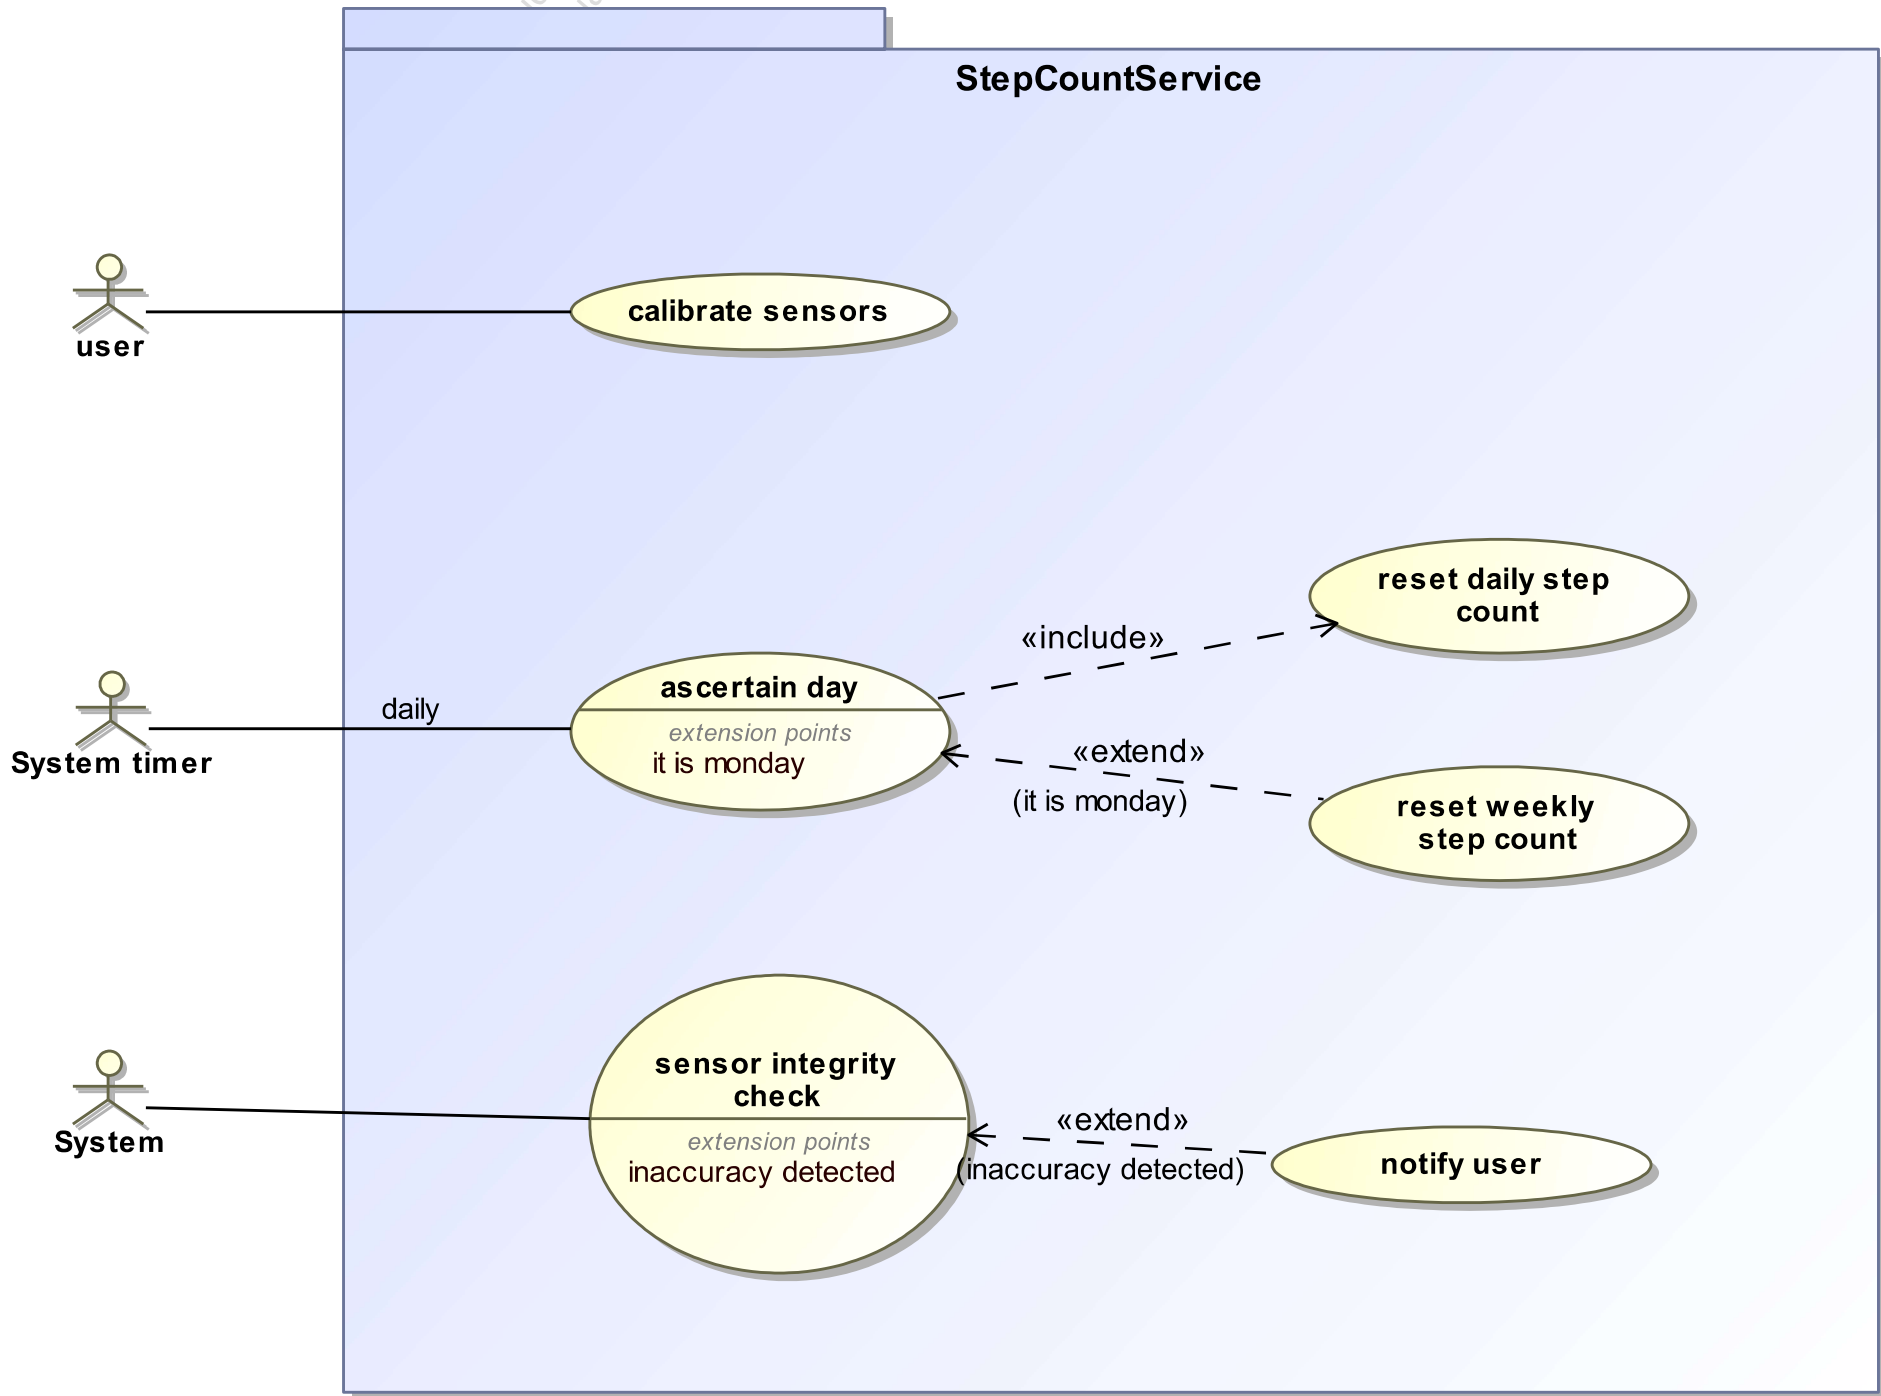 StepCountService
calibrate sensors
user
reset daily step
count
«include»
ascertain day
daily
extension points
it is monday
System timer
«extend»
(it is monday)
reset weekly
step count
sensor integrity
check
extension points
inaccuracy detected
System
«extend»
(inaccuracy detected)
notify user